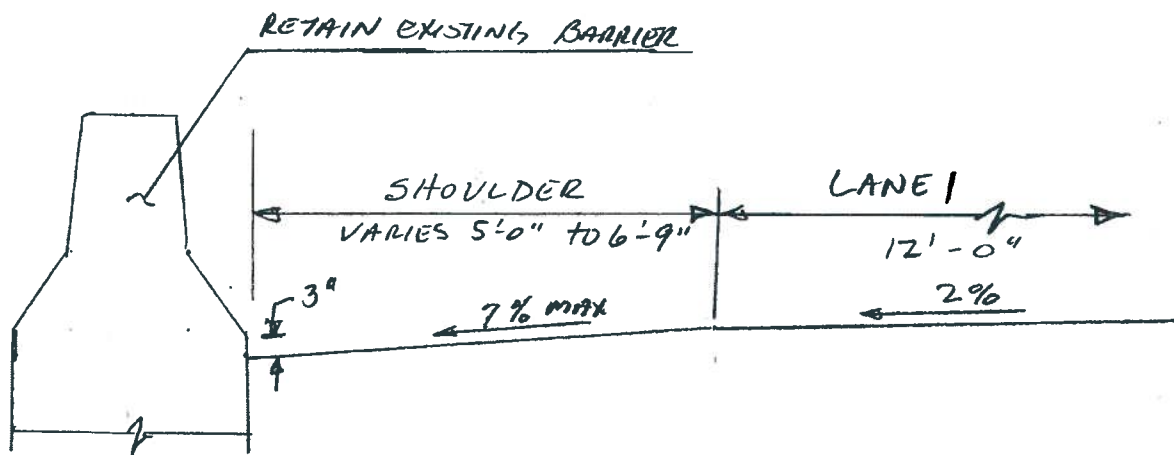 RETAIN EXISTING BARRIER
SHOULDER
VARIES 5'-0" TO 6'-9"
LANE 1
12'-0"
3"
7% MAX
2%